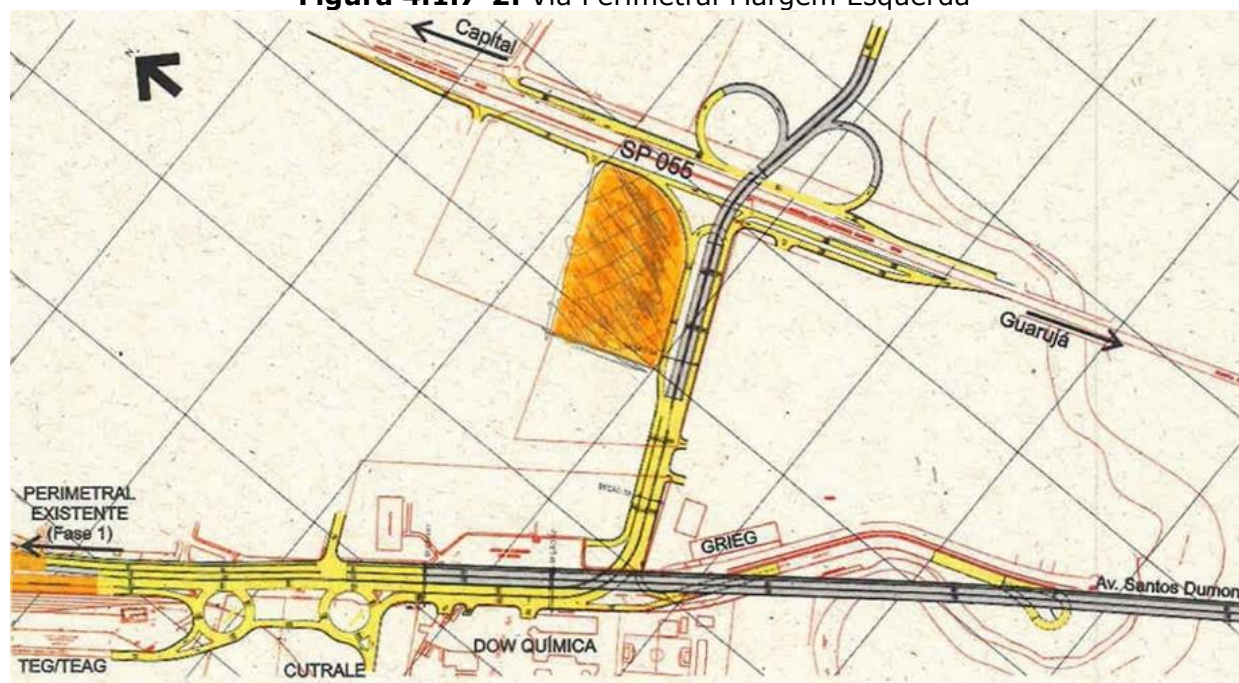 Figura 4.1.7-2. Via Perimetral Margem Esquerda
Capital
SP 055
Guarujá
PERIMETRAL
EXISTENTE
(Fase 1)
GRIEG
Av. Santos Dumon
DOW QUÍMICA
TEG/TEAG
CUTRALE